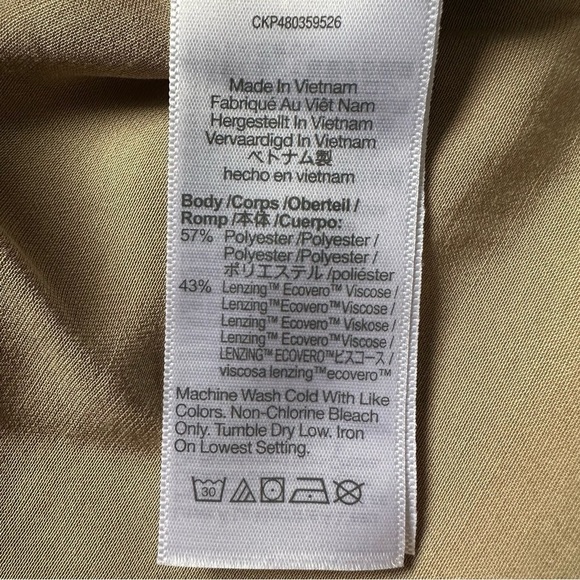 CKP480359526
Made In Vietnam
Fabriqué Au Viêt Nam
Hergestellt In Vietnam
Vervaardigd In Vietnam
ベトナム製
hecho en vietnam
Body /Corps /Oberteil /
Romp /本体 /Cuerpo:
57% Polyester /Polyester /
Polyester /Polyester /
ポリエステル /poliéster
43% Lenzing™ Ecovero™ Viscose /
Lenzing™ Ecovero™ Viscose /
Lenzing™ Ecovero™ Viskose /
Lenzing™ Ecovero™ Viscose /
LENZING™ ECOVERO™ビスコース /
viscosa lenzing™ecovero™
Machine Wash Cold With Like
Colors. Non-Chlorine Bleach
Only. Tumble Dry Low. Iron
On Lowest Setting.
30